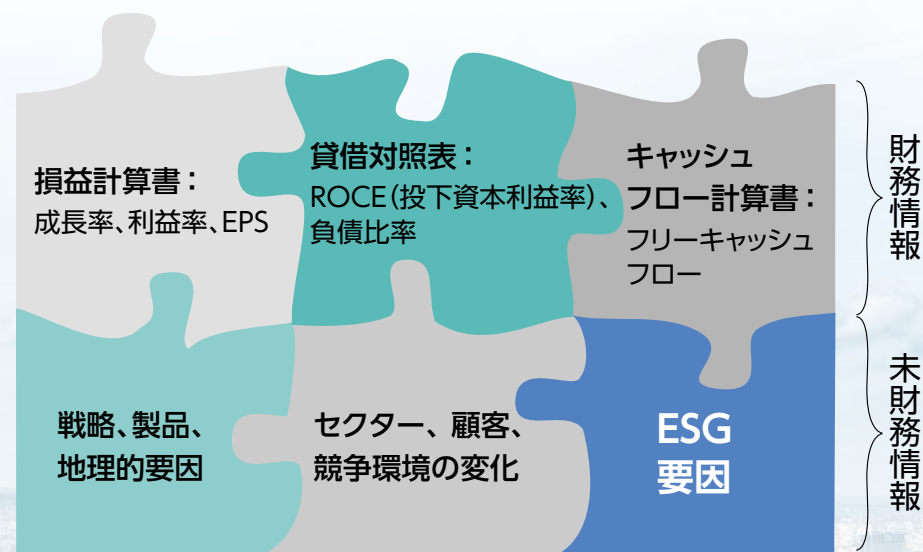 損益計算書：
成長率、利益率、EPS
貸借対照表：
ROCE（投下資本利益率）、
負債比率
キャッシュ
フロー計算書：
フリーキャッシュ
フロー
財務情報
戦略、製品、
地理的要因
セクター、顧客、
競争環境の変化
ESG
要因
未財務情報